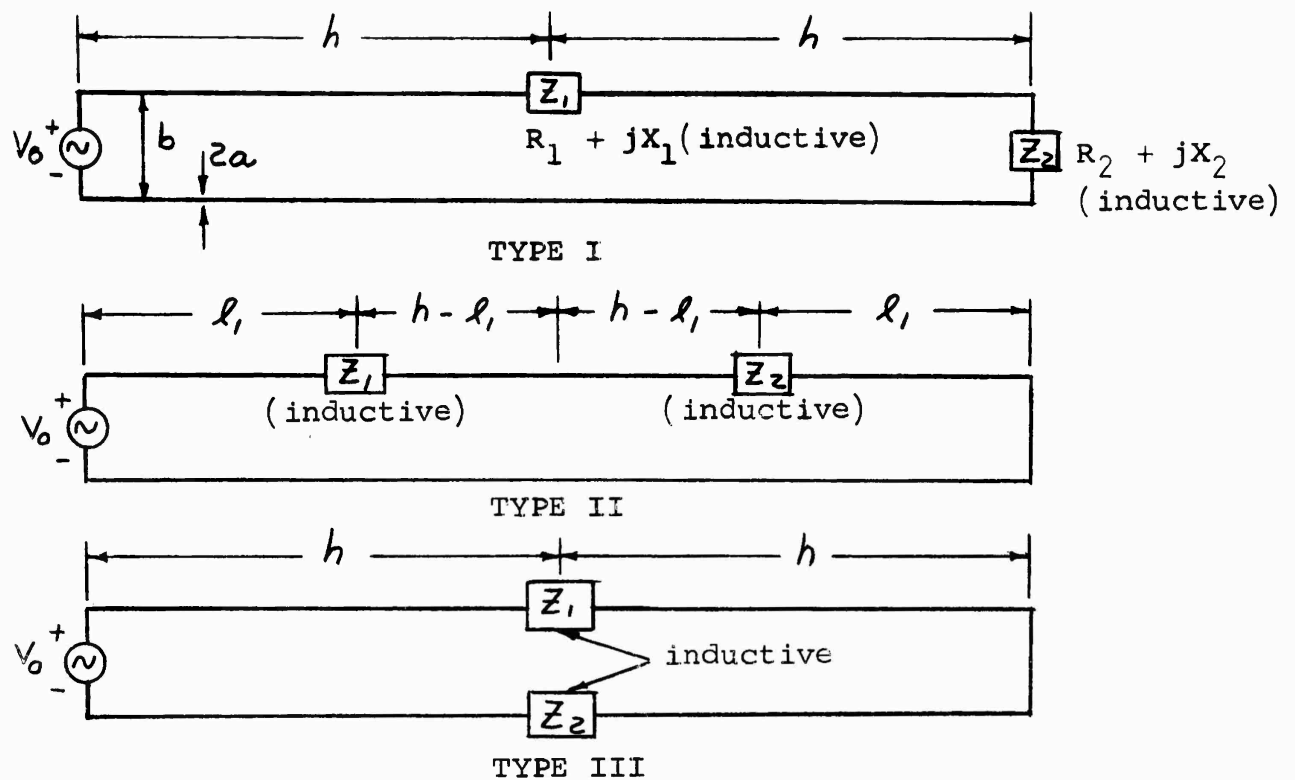 h h
Z₁
V₀ + - b 2a R₁ + jX₁ (inductive) Z₂ R₂ + jX₂
(inductive)
TYPE I
ℓ₁ h - ℓ₁ h - ℓ₁ ℓ₁
Z₁ Z₂
(inductive) (inductive)
V₀ + -
TYPE II
h h
Z₁
V₀ + - inductive
Z₂
TYPE III